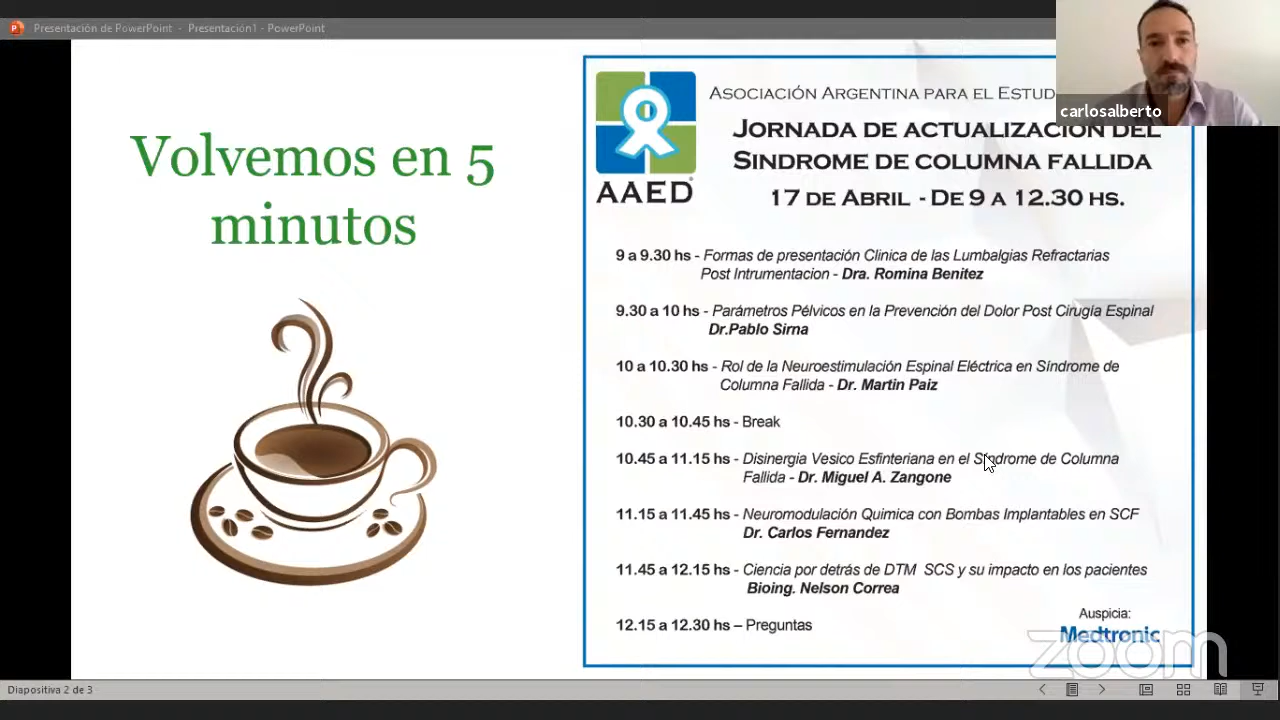 Presentación de PowerPoint - Presentación1 - PowerPoint
carlosalberto
Volvemos en 5
minutos
AAED
ASOCIACIÓN ARGENTINA PARA EL ESTUD
JORNADA DE ACTUALIZACIÓN DEL
SINDROME DE COLUMNA FALLIDA
17 DE ABRIL - DE 9 A 12.30 HS.
9 a 9.30 hs - Formas de presentación Clinica de las Lumbalgias Refractarias
Post Intrumentacion - Dra. Romina Benitez
9.30 a 10 hs - Parámetros Pélvicos en la Prevención del Dolor Post Cirugía Espinal
Dr.Pablo Sirna
10 a 10.30 hs - Rol de la Neuroestimulación Espinal Eléctrica en Síndrome de
Columna Fallida - Dr. Martin Paiz
10.30 a 10.45 hs - Break
10.45 a 11.15 hs - Disinergia Vesico Esfinteriana en el Sindrome de Columna
Fallida - Dr. Miguel A. Zangone
11.15 a 11.45 hs - Neuromodulación Quimica con Bombas Implantables en SCF
Dr. Carlos Fernandez
11.45 a 12.15 hs - Ciencia por detrás de DTM SCS y su impacto en los pacientes
Bioing. Nelson Correa
12.15 a 12.30 hs – Preguntas
Auspicia:
Medtronic
zoom
Diapositiva 2 de 3